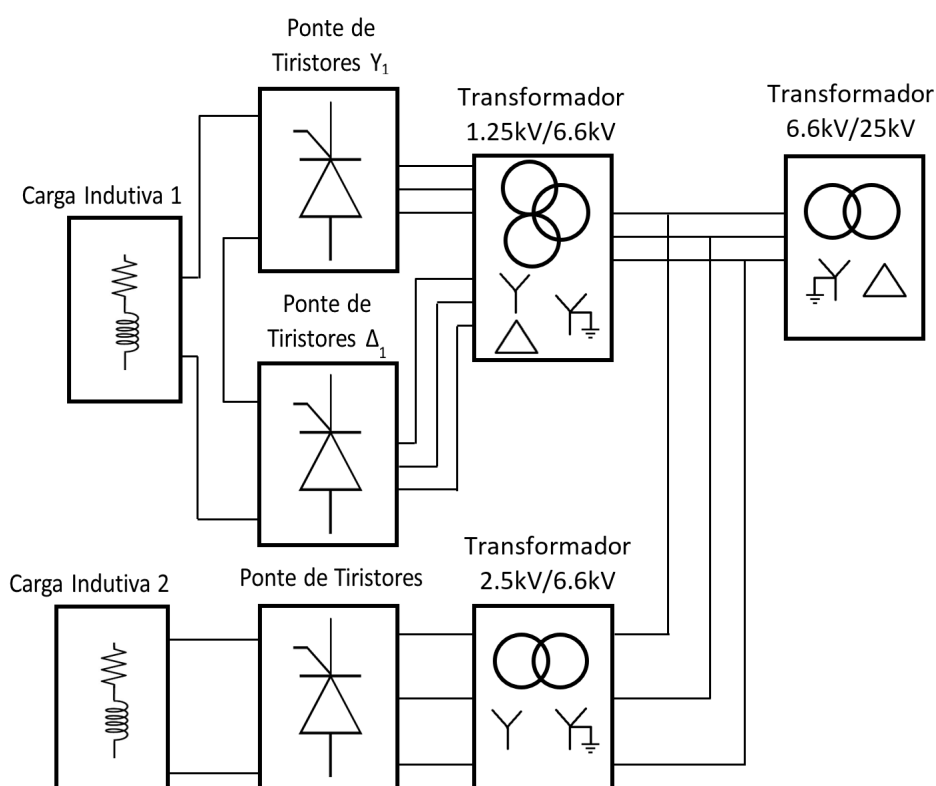 Ponte de
Tiristores Y₁
Transformador
1.25kV/6.6kV
Transformador
6.6kV/25kV
Carga Indutiva 1
Ponte de
Tiristores Δ₁
Transformador
2.5kV/6.6kV
Carga Indutiva 2
Ponte de Tiristores